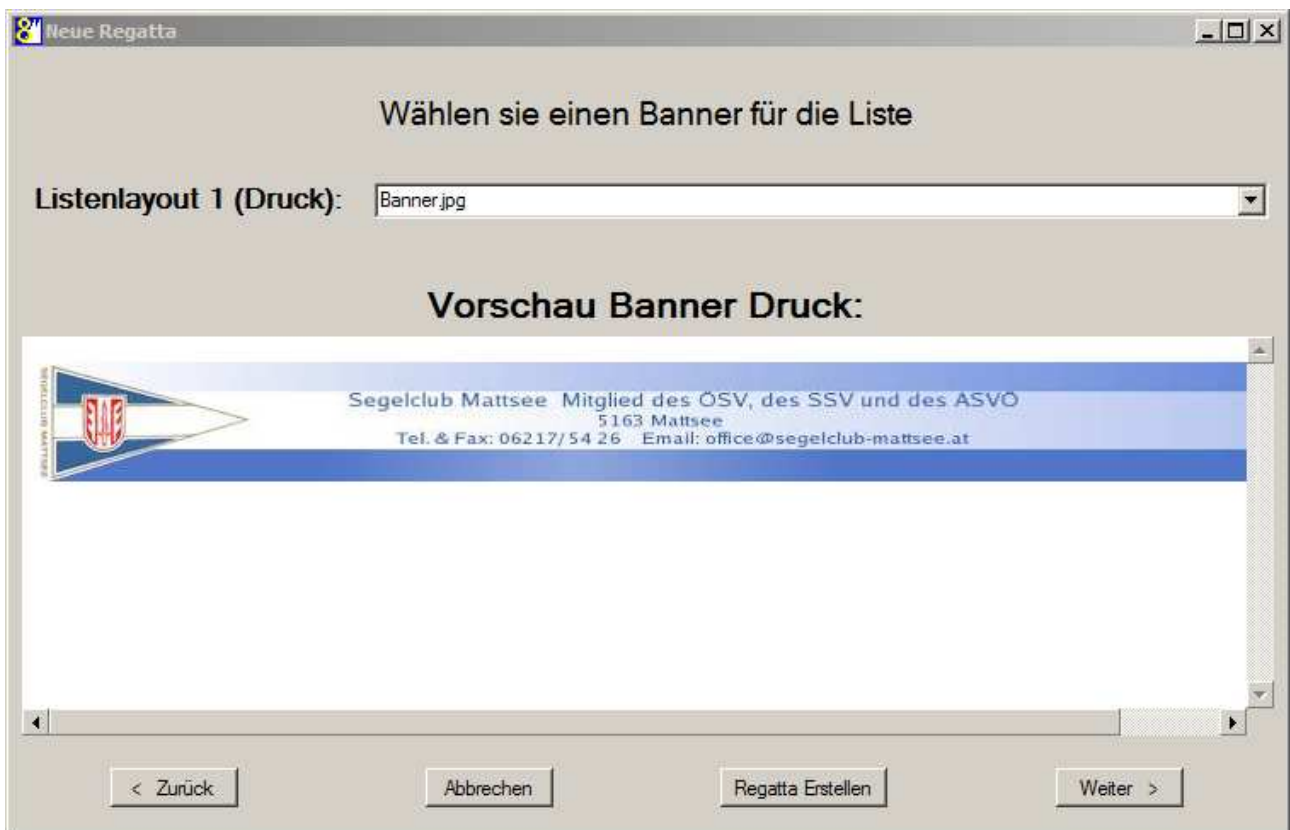 Neue Regatta
Wählen sie einen Banner für die Liste
Listenlayout 1 (Druck):
Banner.jpg
Vorschau Banner Druck:
SEGELCLUB MATTSEE
Segelclub Mattsee Mitglied des ÖSV, des SSV und des ASVÖ
5163 Mattsee
Tel. & Fax: 06217/54 26 Email: office@segelclub-mattsee.at
< Zurück
Abbrechen
Regatta Erstellen
Weiter >